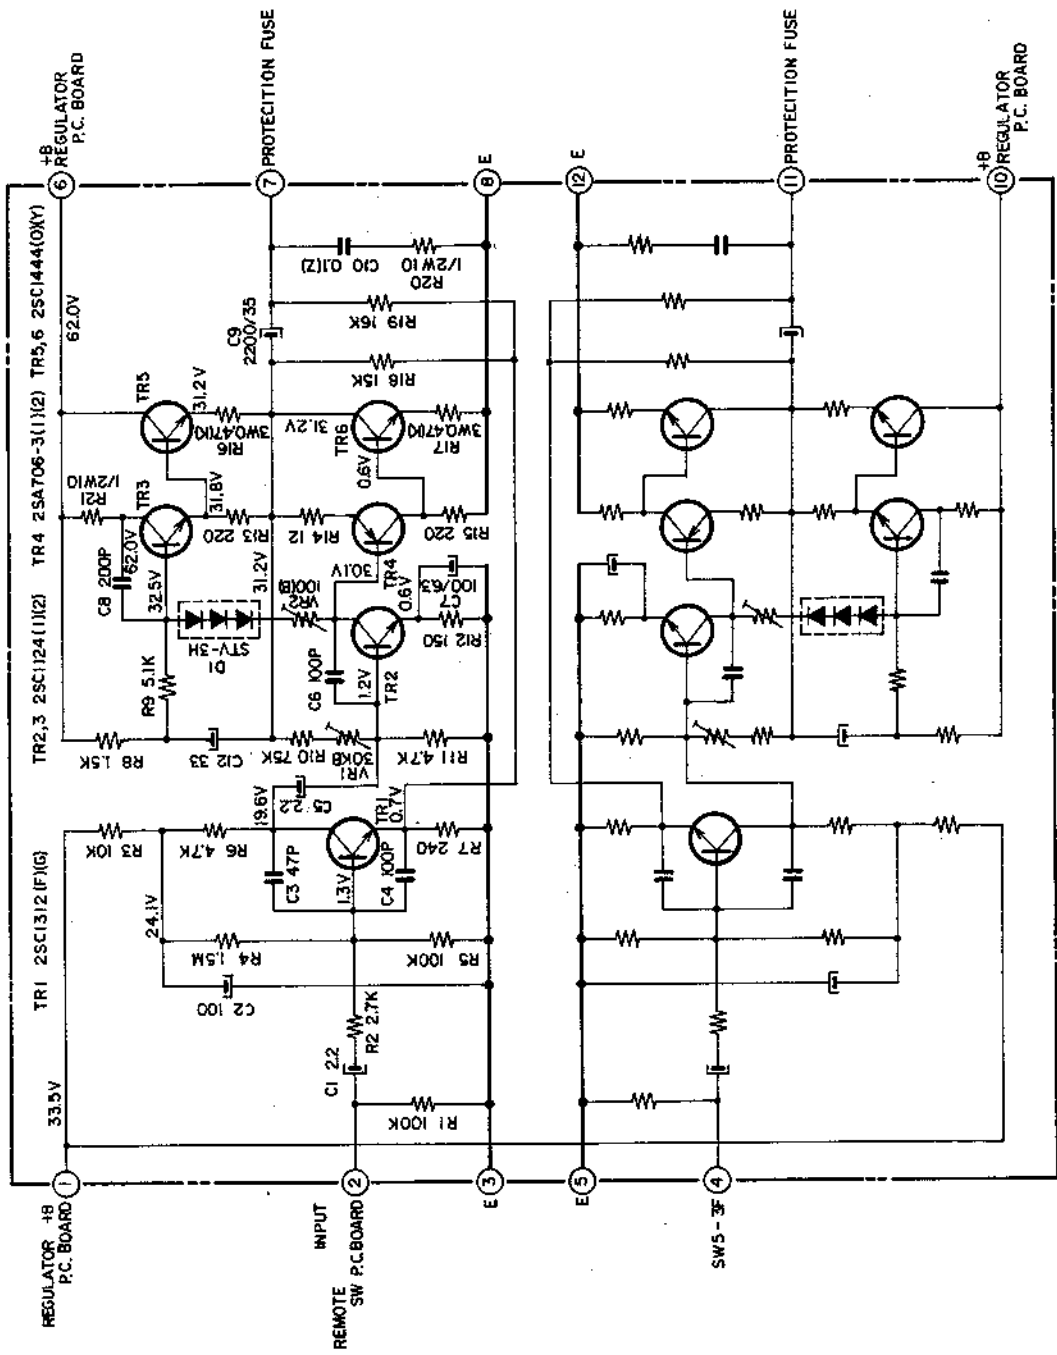 +B
REGULATOR
P.C. BOARD
6
PROTECITION FUSE
7
E
8
12
E
PROTECITION FUSE
11
+B
REGULATOR
P.C. BOARD
10
TR1 2SC1312(F)(G)
TR2,3 2SC1124(1)(2)
TR4 2SA706-3(1)(2)
TR5,6 2SC1444(O)(Y)
62.0V
R21
1/2W10
TR3
TR5
31.2V
R16
3W0.47(K)
C8 200P
62.0V
32.5V
31.8V
R13 220
31.2V
D1
STV-3H
R9 5.1K
R8 1.5K
C12 33
R10 75K
30KB
VR1
R11 4.7K
VR2
100(B)
C6 100P
1.2V
TR2
30.1V
TR4
0.6V
R12 150
C7
100/6.3
R14 12
R15 220
0.6V
TR6
31.2V
R17
3W0.47(K)
C9
2200/35
R18 15K
R19 16K
C10 0.1(Z)
R20
1/2W10
R3 10K
R6 4.7K
19.6V
C5 2.2
C3 47P
TR1
0.7V
1.3V
C4 100P
R7 240
24.1V
R4 1.5M
R5 100K
C2 100
R2 2.7K
C1 2.2
R1 100K
33.5V
REGULATOR +B
P.C. BOARD
1
INPUT
REMOTE
SW P.C.BOARD
2
E
3
E
5
SW5-3F
4